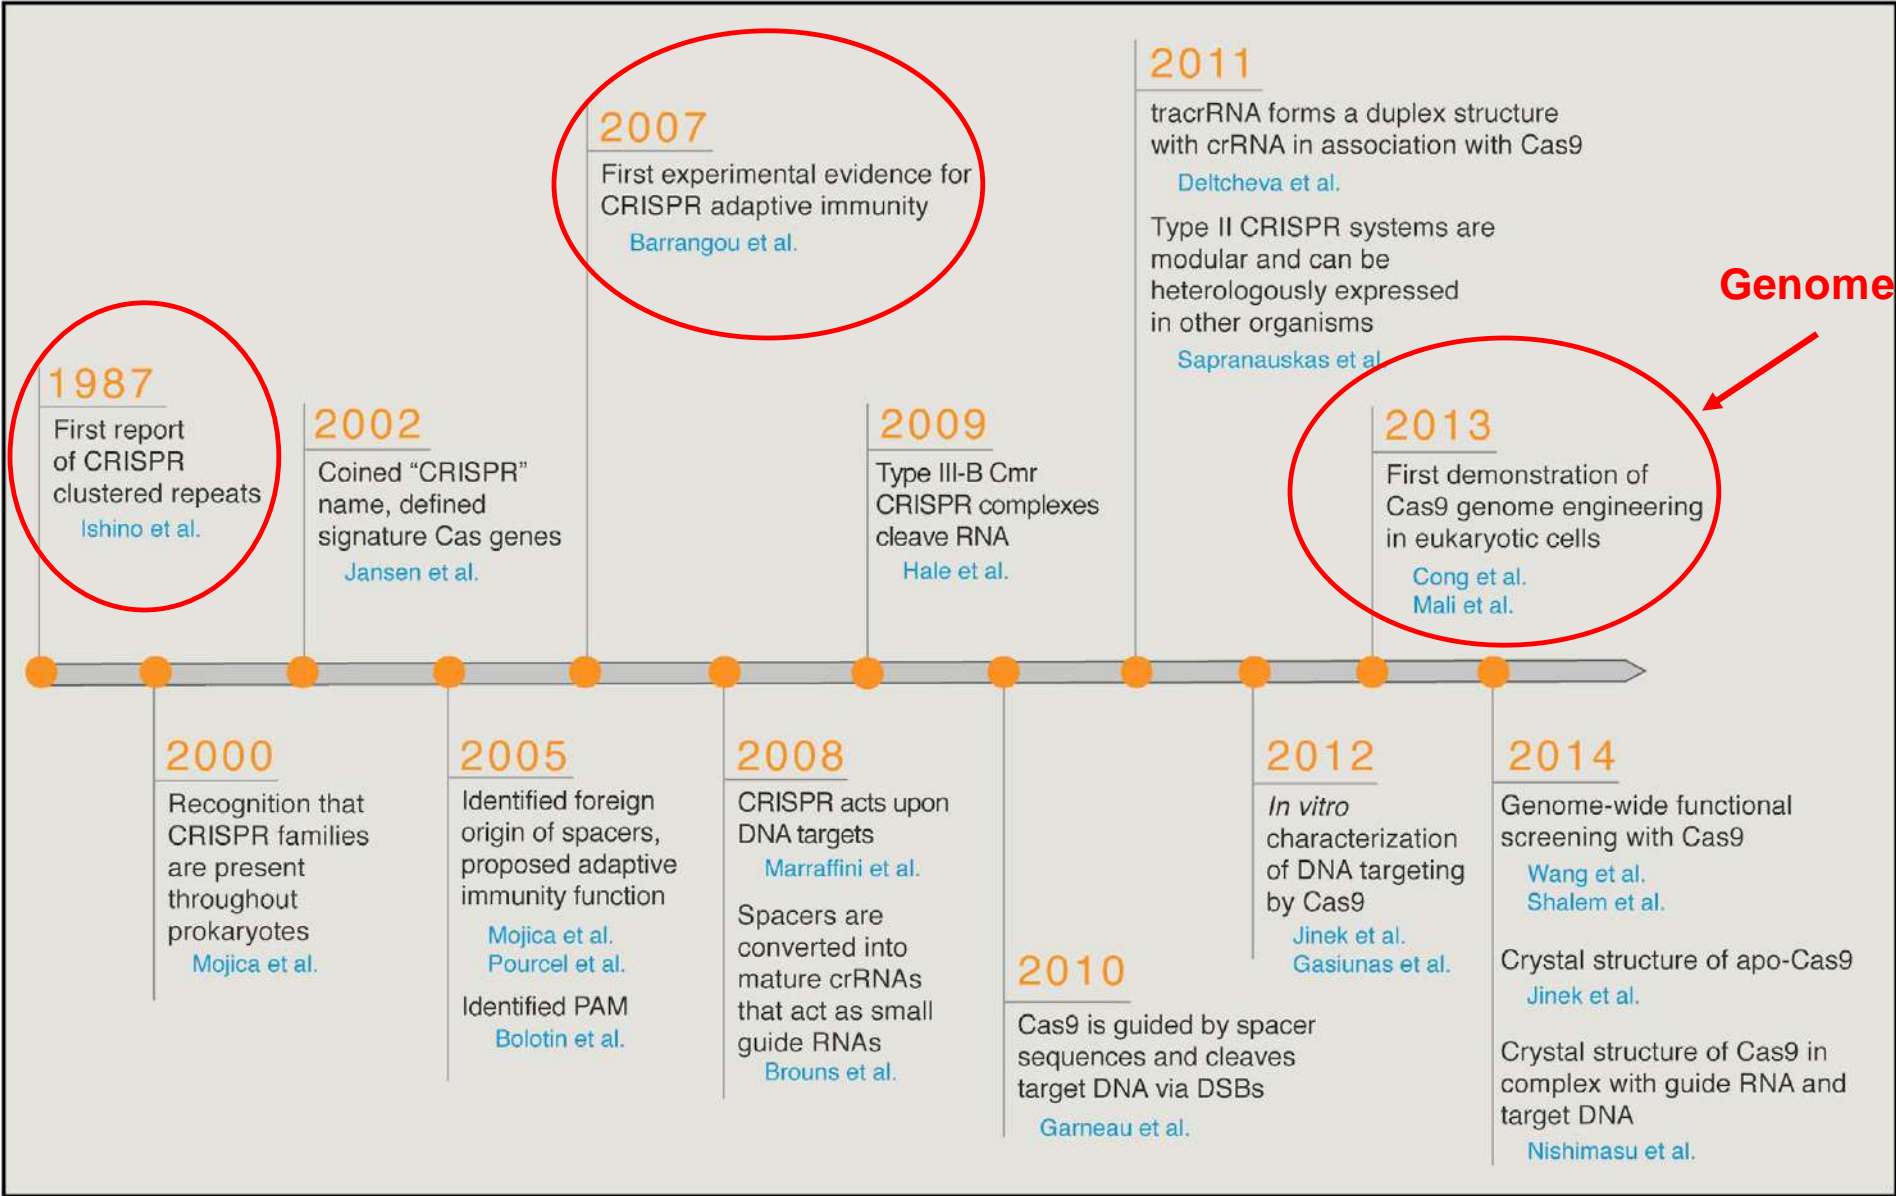 1987
First report
of CRISPR
clustered repeats
Ishino et al.
2000
Recognition that
CRISPR families
are present
throughout
prokaryotes
Mojica et al.
2002
Coined “CRISPR”
name, defined
signature Cas genes
Jansen et al.
2005
Identified foreign
origin of spacers,
proposed adaptive
immunity function
Mojica et al.
Pourcel et al.
Identified PAM
Bolotin et al.
2007
First experimental evidence for
CRISPR adaptive immunity
Barrangou et al.
2008
CRISPR acts upon
DNA targets
Marraffini et al.
Spacers are
converted into
mature crRNAs
that act as small
guide RNAs
Brouns et al.
2009
Type III-B Cmr
CRISPR complexes
cleave RNA
Hale et al.
2010
Cas9 is guided by spacer
sequences and cleaves
target DNA via DSBs
Garneau et al.
2011
tracrRNA forms a duplex structure
with crRNA in association with Cas9
Deltcheva et al.
Type II CRISPR systems are
modular and can be
heterologously expressed
in other organisms
Sapranauskas et al.
2012
In vitro
characterization
of DNA targeting
by Cas9
Jinek et al.
Gasiunas et al.
Genome
2013
First demonstration of
Cas9 genome engineering
in eukaryotic cells
Cong et al.
Mali et al.
2014
Genome-wide functional
screening with Cas9
Wang et al.
Shalem et al.
Crystal structure of apo-Cas9
Jinek et al.
Crystal structure of Cas9 in
complex with guide RNA and
target DNA
Nishimasu et al.